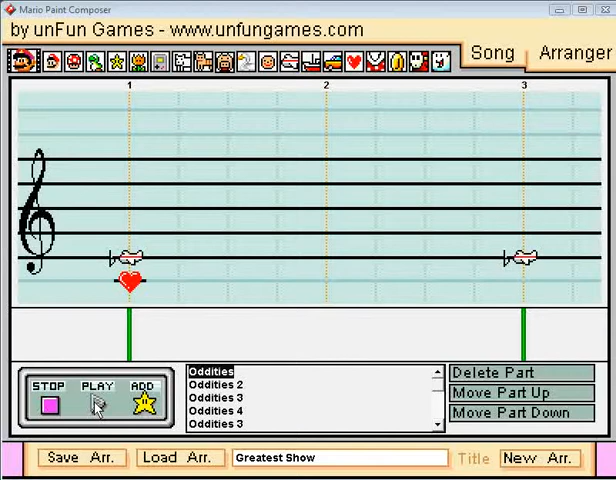 Mario Paint Composer
by unFun Games - www.unfungames.com
Song
Arranger
1 2 3
STOP PLAY ADD
Oddities
Oddities 2
Oddities 3
Oddities 4
Oddities 3
Delete Part
Move Part Up
Move Part Down
Save Arr.
Load Arr.
Greatest Show
Title
New Arr.